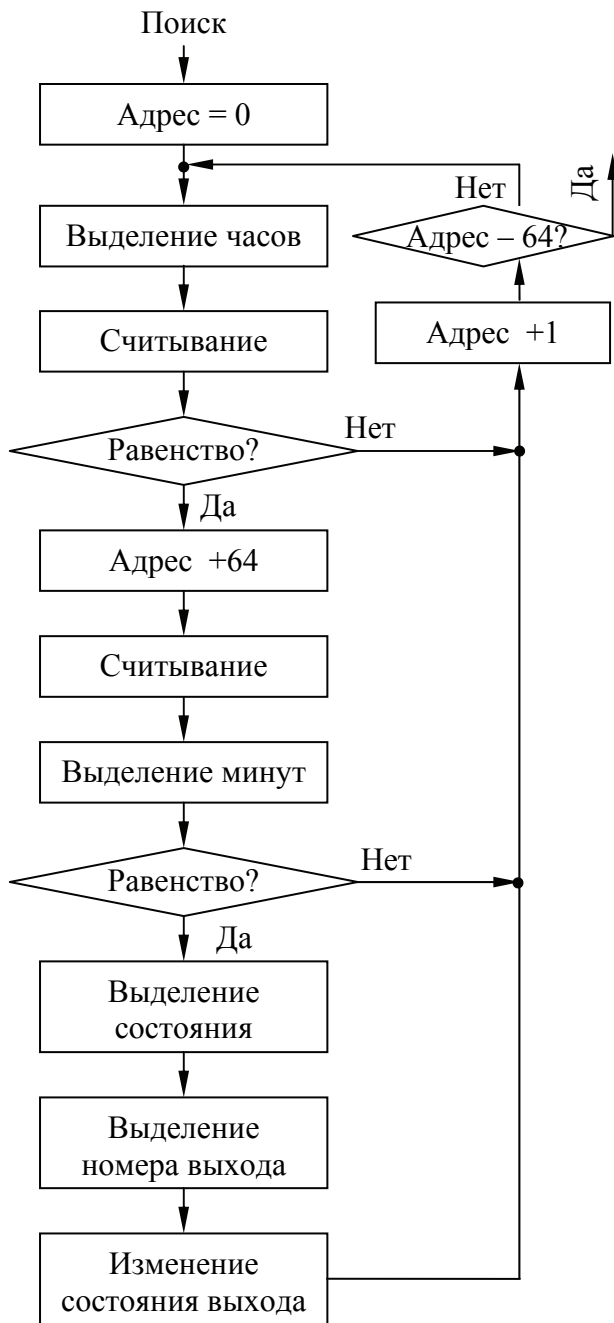 Поиск
Адрес = 0
Нет
Да
Выделение часов
Адрес – 64?
Считывание
Адрес +1
Равенство?
Нет
Да
Адрес +64
Считывание
Выделение минут
Равенство?
Нет
Да
Выделение
состояния
Выделение
номера выхода
Изменение
состояния выхода